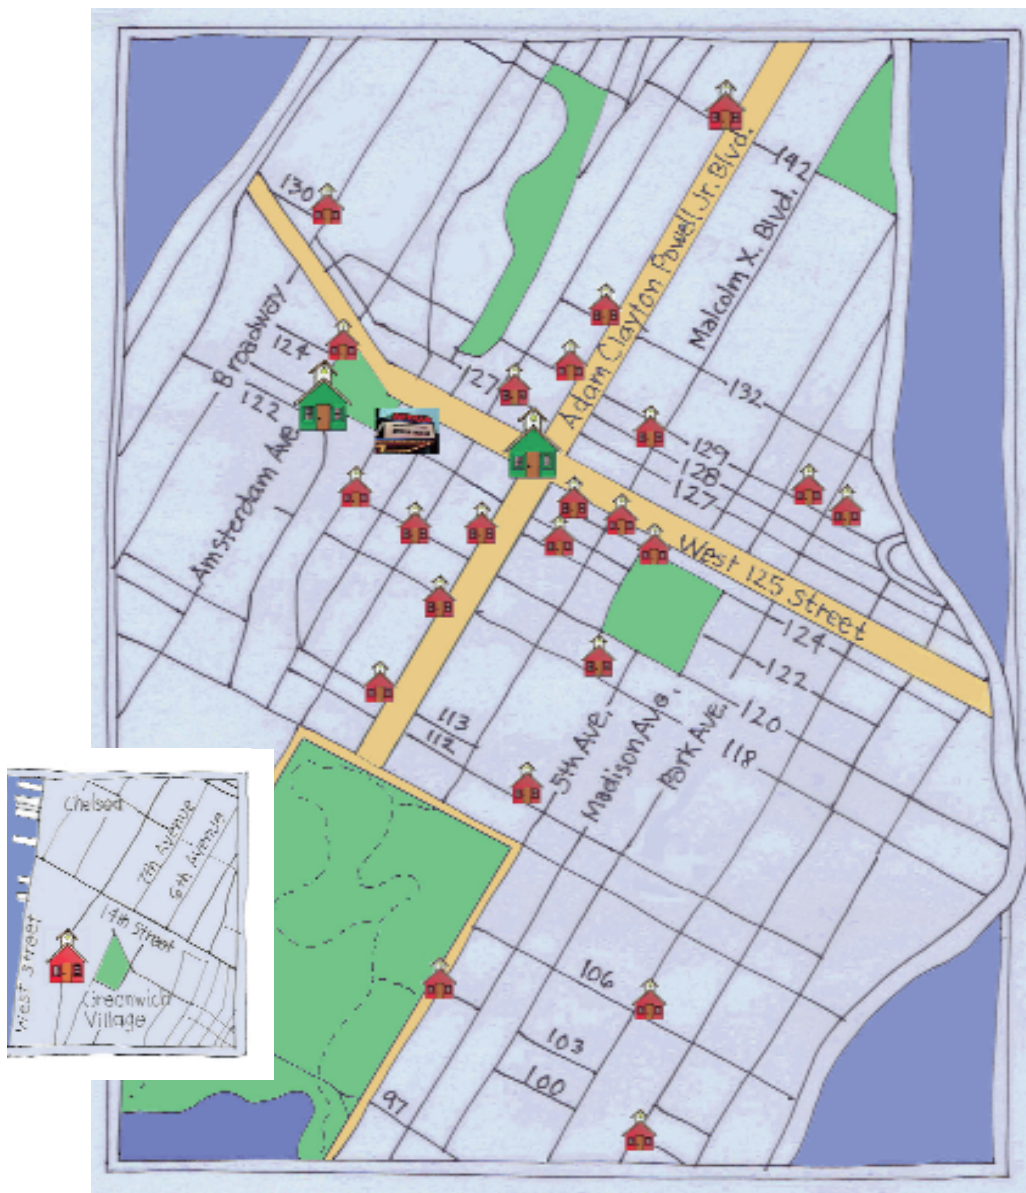 142
Adam Clayton Powell Jr. Blvd.
Malcolm X. Blvd.
130
Broadway
124
127
132
122
Amsterdam Ave.
129
128
127
West 125 Street
124
122
120
118
113
112
5th Ave.
Madison Ave.
Park Ave.
Chelsea
7th Avenue
6th Avenue
14th Street
West Street
Greenwich
Village
106
103
100
97